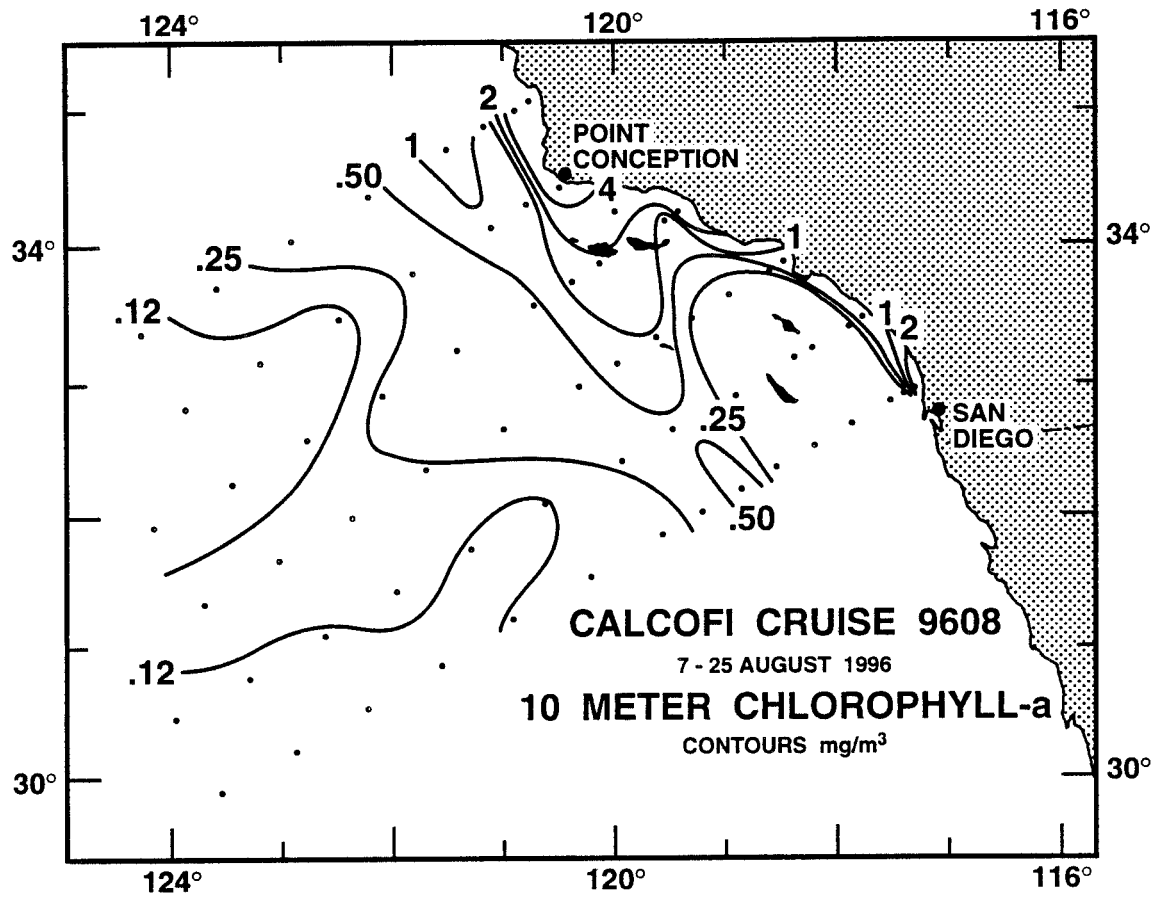 124° 120° 116°
2
POINT
CONCEPTION
1
.50
4
34° 34°
1
.25
.12
1
2
.25
SAN
DIEGO
.50
CALCOFI CRUISE 9608
7 - 25 AUGUST 1996
.12
10 METER CHLOROPHYLL-a
CONTOURS mg/m³
30° 30°
124° 120° 116°